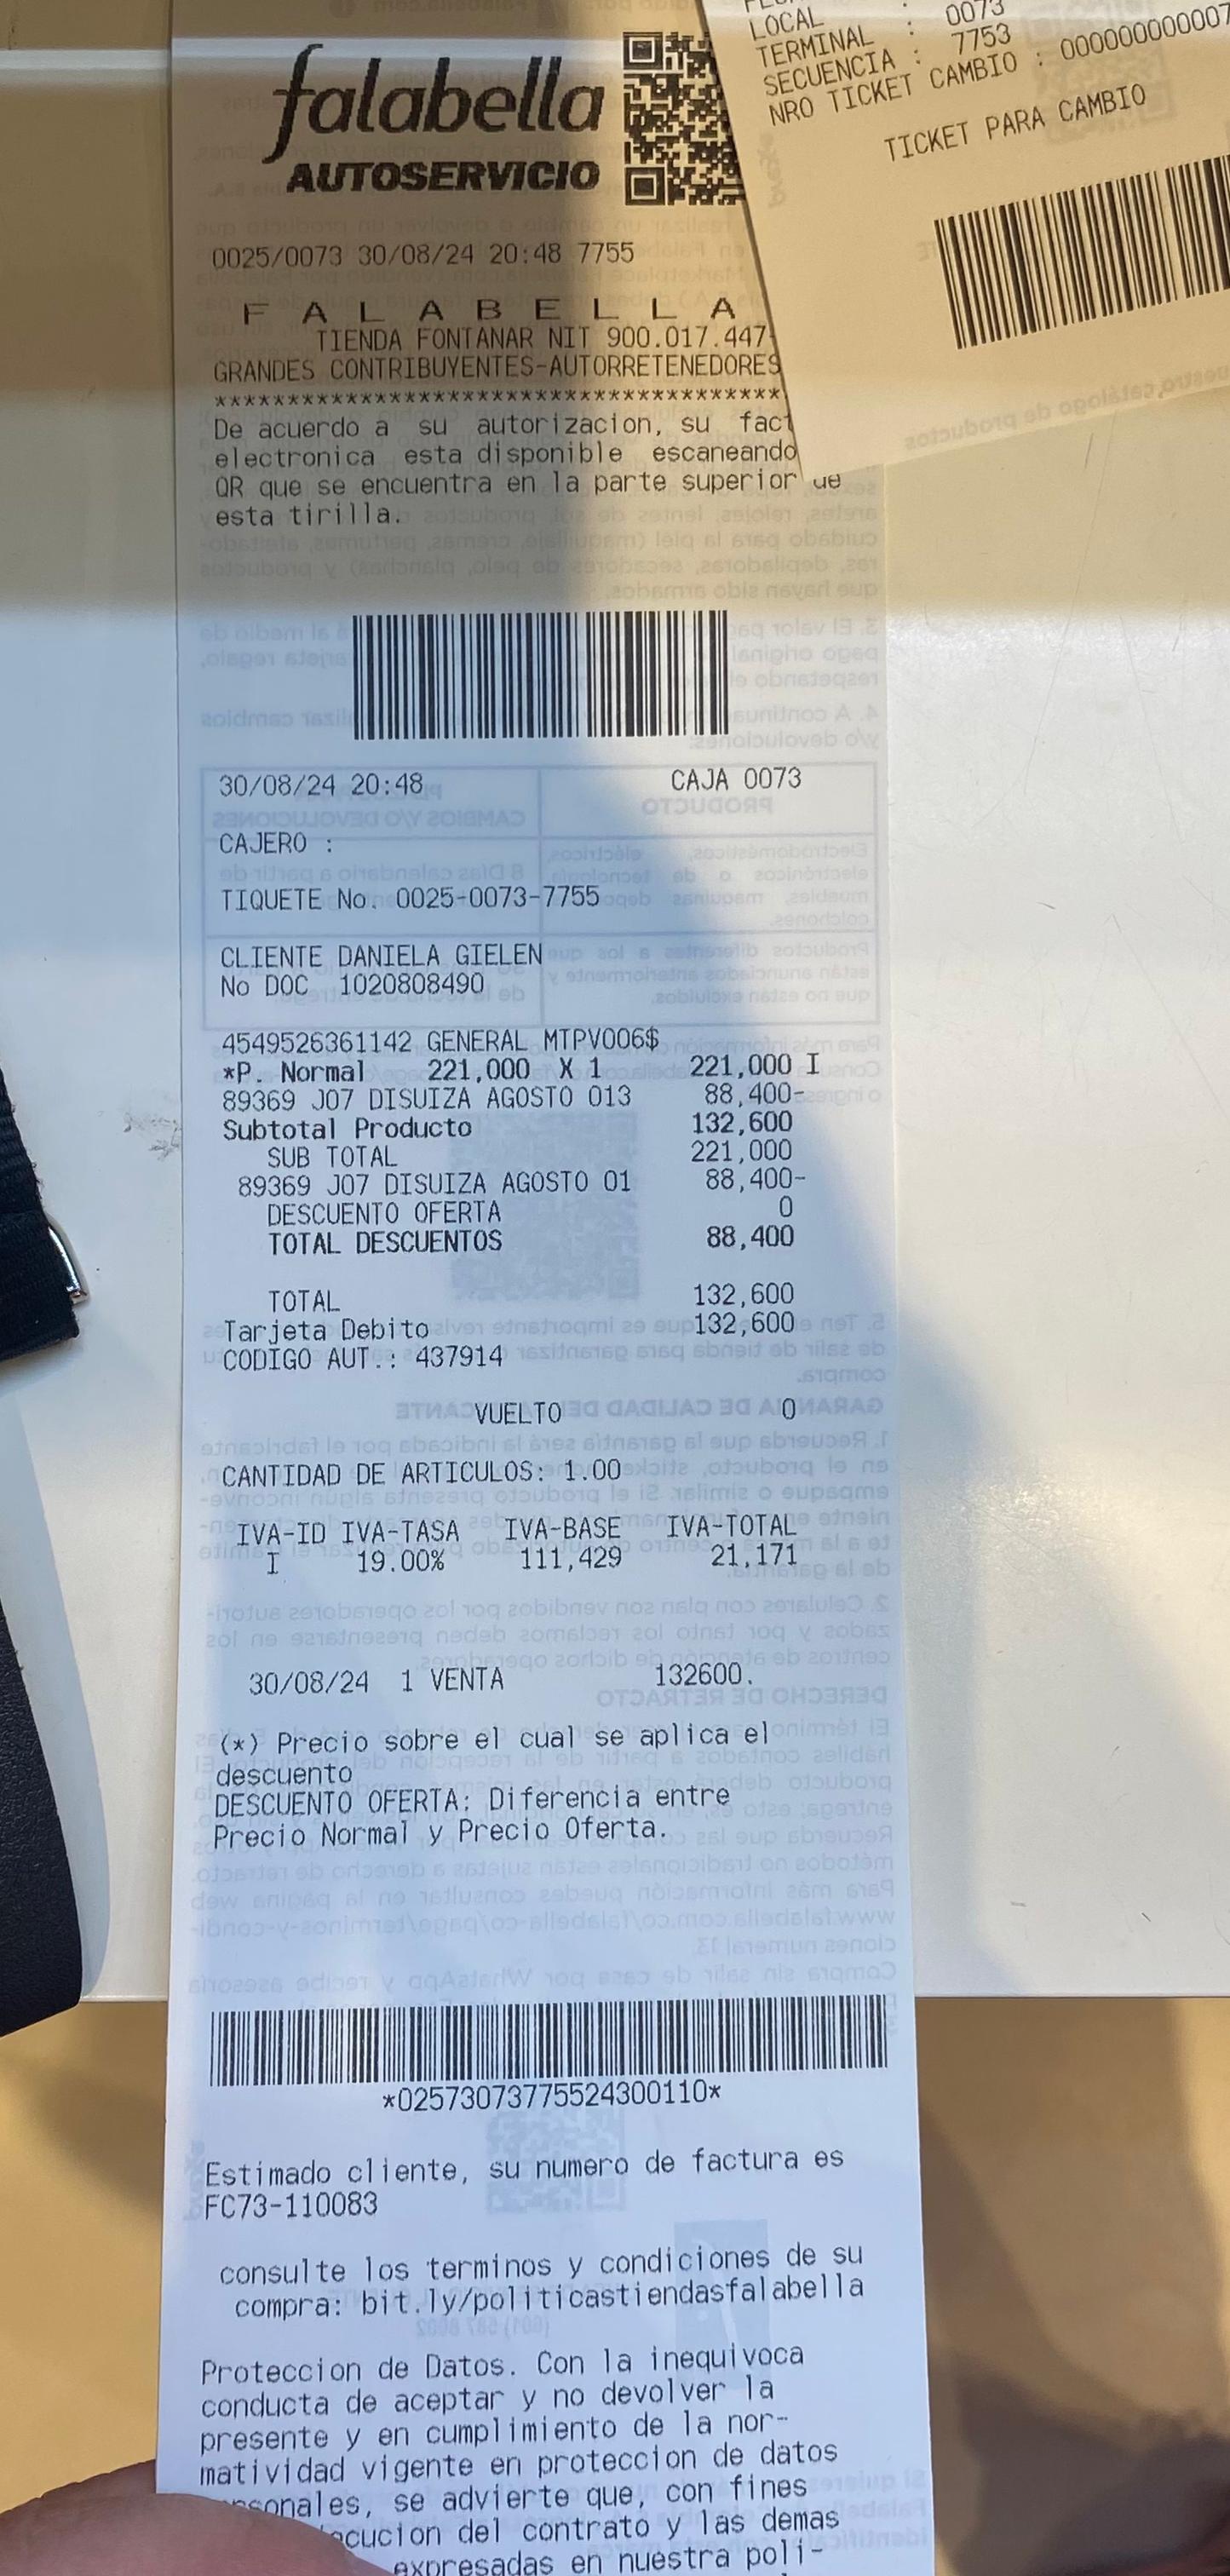 falabella
AUTOSERVICIO
0025/0073 30/08/24 20:48 7755
F A L A B E L L A
TIENDA FONTANAR NIT 900.017.447
GRANDES CONTRIBUYENTES-AUTORRETENEDORES
***************************************
De acuerdo a su autorizacion, su fact
electronica esta disponible escaneando
QR que se encuentra en la parte superior de
esta tirilla.
30/08/24 20:48 CAJA 0073
CAJERO :
TIQUETE No. 0025-0073-7755
CLIENTE DANIELA GIELEN
No DOC 1020808490
4549526361142 GENERAL MTPV006$
*P. Normal 221,000 X 1 221,000 I
89369 J07 DISUIZA AGOSTO 013 88,400-
Subtotal Producto 132,600
SUB TOTAL 221,000
89369 J07 DISUIZA AGOSTO 01 88,400-
DESCUENTO OFERTA 0
TOTAL DESCUENTOS 88,400
TOTAL 132,600
Tarjeta Debito 132,600
CODIGO AUT.: 437914
VUELTO 0
CANTIDAD DE ARTICULOS: 1.00
IVA-ID IVA-TASA IVA-BASE IVA-TOTAL
I 19.00% 111,429 21,171
30/08/24 1 VENTA 132600.
(*) Precio sobre el cual se aplica el
descuento
DESCUENTO OFERTA: Diferencia entre
Precio Normal y Precio Oferta.
*02573073775524300110*
Estimado cliente, su numero de factura es
FC73-110083
consulte los terminos y condiciones de su
compra: bit.ly/politicastiendasfalabella
Proteccion de Datos. Con la inequivoca
conducta de aceptar y no devolver la
presente y en cumplimiento de la nor-
matividad vigente en proteccion de datos
sonales, se advierte que, con fines
cucion del contrato y las demas
expresadas en nuestra poli-
LOCAL : 0073
TERMINAL : 7753
SECUENCIA :
NRO TICKET CAMBIO : 000000000007
TICKET PARA CAMBIO